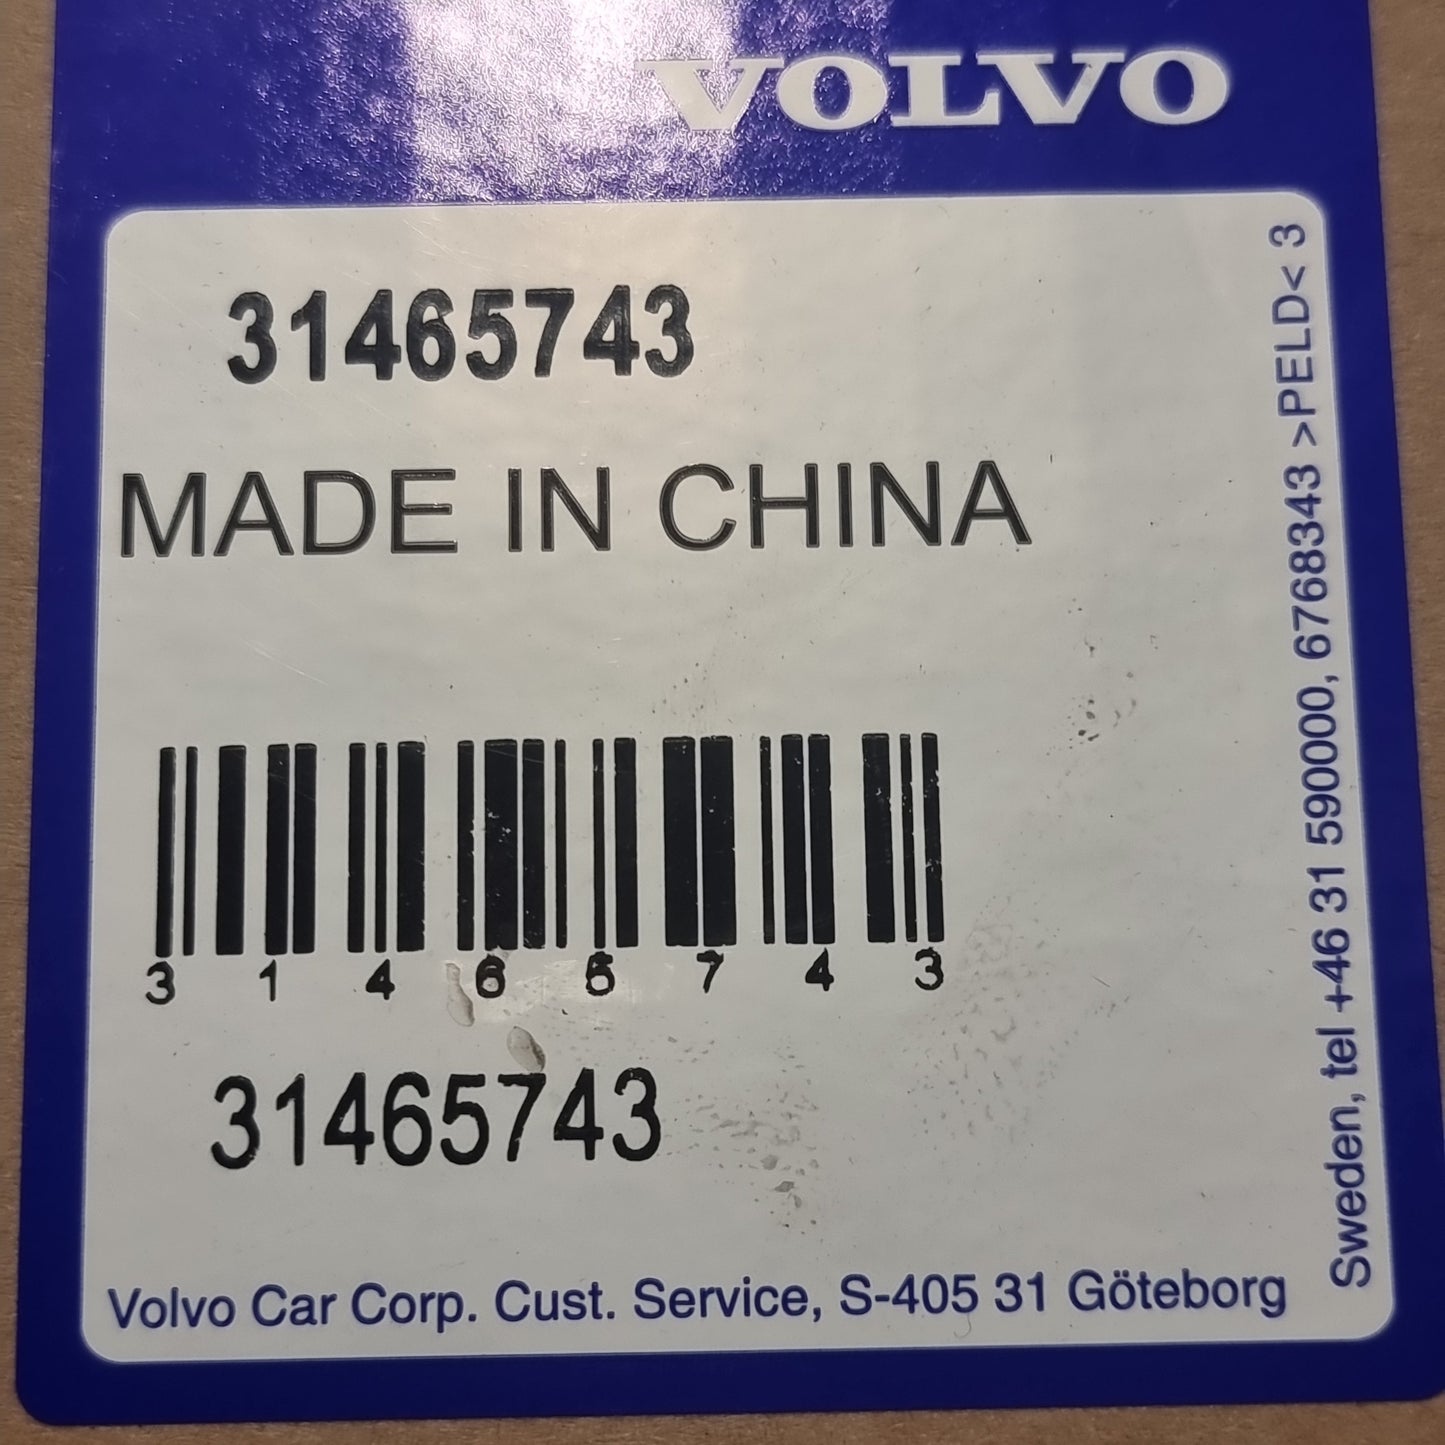 VOLVO
31465743
MADE IN CHINA
3 1 4 6 5 7 4 3
31465743
Volvo Car Corp. Cust. Service, S-405 31 Göteborg
Sweden, tel +46 31 590000, 6768343 >PELD< 3